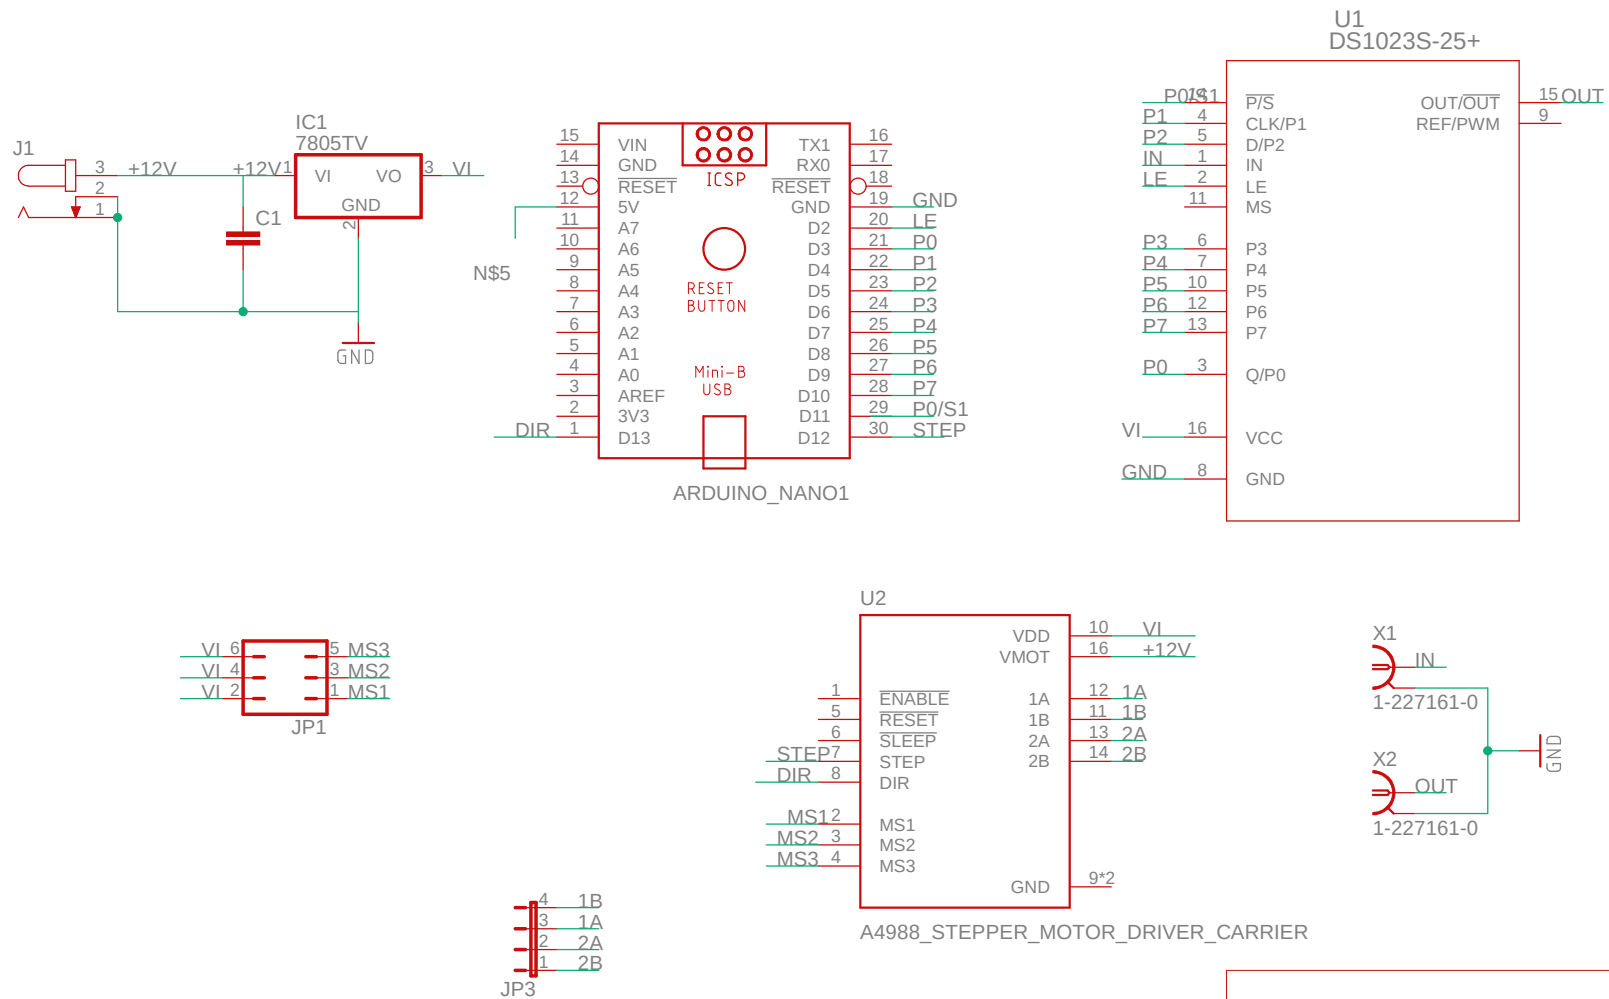 U1
DS1023S-25+
P0/S1 14 P/S OUT/OUT 15 OUT
P1 4 CLK/P1 REF/PWM 9
P2 5 D/P2
IN 1 IN
LE 2 LE
11 MS
P3 6 P3
P4 7 P4
P5 10 P5
P6 12 P6
P7 13 P7
P0 3 Q/P0
VI 16 VCC
GND 8 GND
J1
3 +12V
2
1
C1
IC1
7805TV
+12V 1 VI VO 3 VI
GND
2
GND
N$5
15 VIN TX1 16
14 GND RX0 17
13 RESET RESET 18
12 5V GND 19 GND
11 A7 D2 20 LE
10 A6 D3 21 P0
9 A5 D4 22 P1
8 A4 D5 23 P2
7 A3 D6 24 P3
6 A2 D7 25 P4
5 A1 D8 26 P5
4 A0 D9 27 P6
3 AREF D10 28 P7
2 3V3 D11 29 P0/S1
DIR 1 D13 D12 30 STEP
ICSP
RESET
BUTTON
Mini-B
USB
ARDUINO_NANO1
VI 6 5 MS3
VI 4 3 MS2
VI 2 1 MS1
JP1
U2
VDD 10 VI
VMOT 16 +12V
1 ENABLE 1A 12 1A
5 RESET 1B 11 1B
6 SLEEP 2A 13 2A
STEP 7 STEP 2B 14 2B
DIR 8 DIR
MS1 2 MS1
MS2 3 MS2
MS3 4 MS3
GND 9*2
A4988_STEPPER_MOTOR_DRIVER_CARRIER
X1
IN
1-227161-0
X2
OUT
1-227161-0
GND
4 1B
3 1A
2 2A
1 2B
JP3